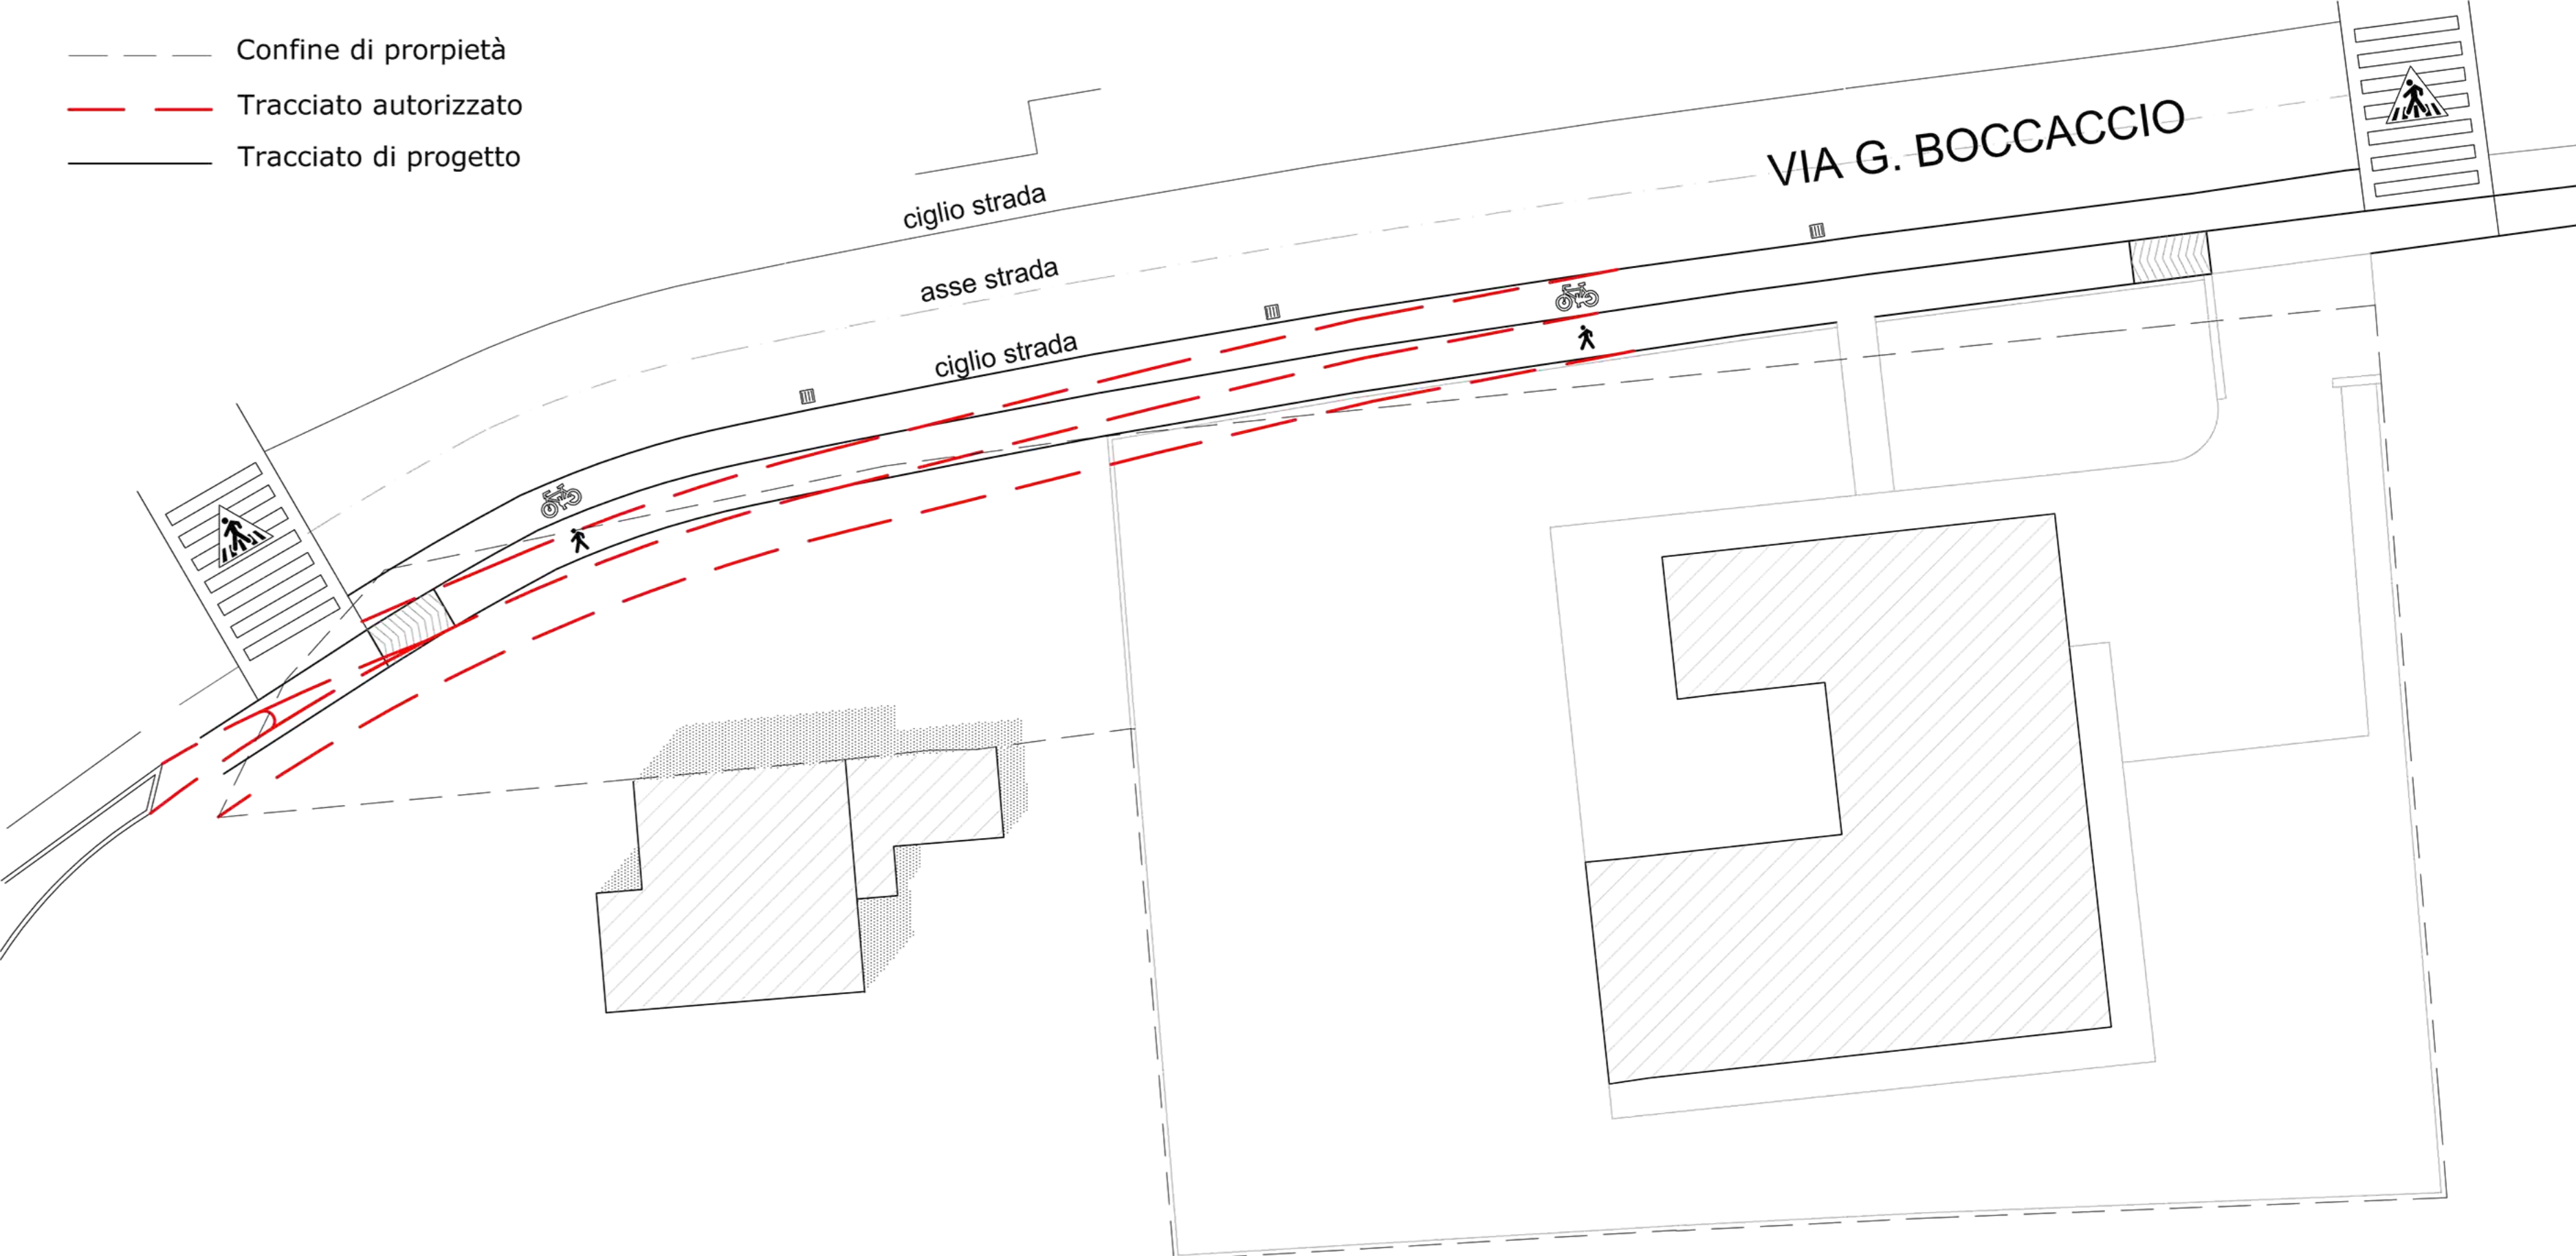 Confine di prorpietà
Tracciato autorizzato
Tracciato di progetto
VIA G. BOCCACCIO
ciglio strada
asse strada
ciglio strada